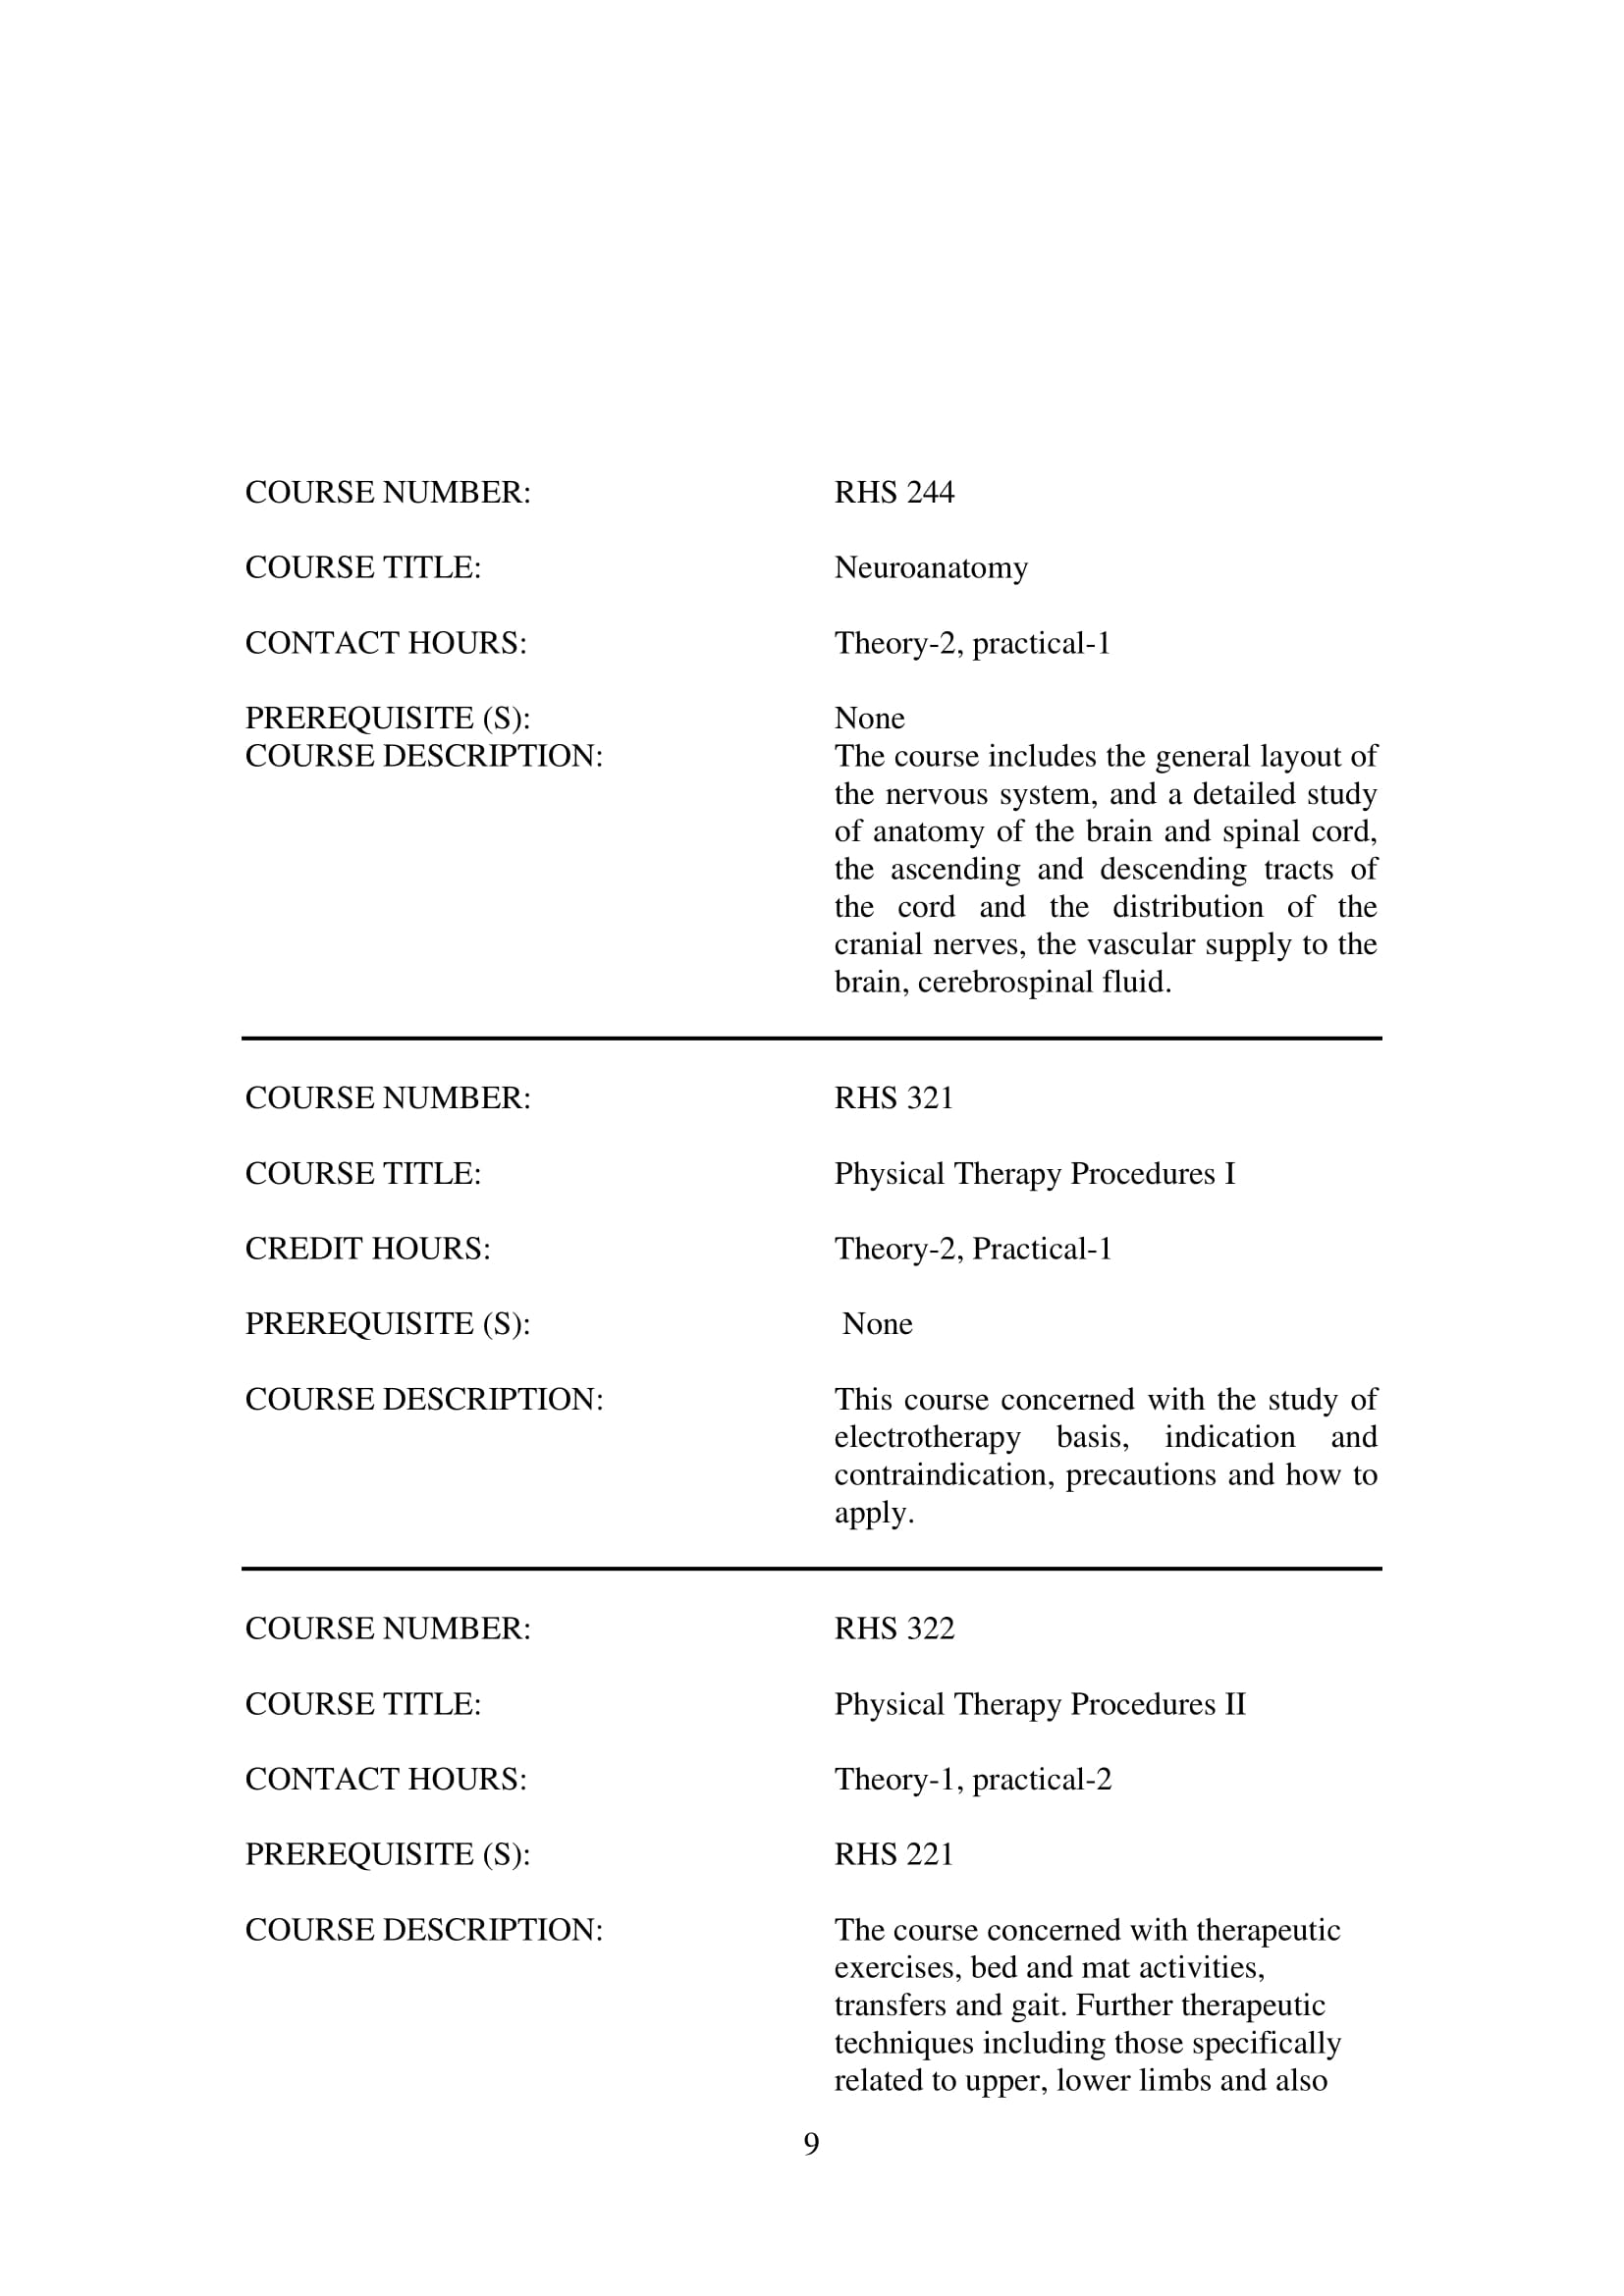 COURSE NUMBER: RHS 244
COURSE TITLE: Neuroanatomy
CONTACT HOURS: Theory-2, practical-1
PREREQUISITE (S): None
COURSE DESCRIPTION: The course includes the general layout of
the nervous system, and a detailed study
of anatomy of the brain and spinal cord,
the ascending and descending tracts of
the cord and the distribution of the
cranial nerves, the vascular supply to the
brain, cerebrospinal fluid.
COURSE NUMBER: RHS 321
COURSE TITLE: Physical Therapy Procedures I
CREDIT HOURS: Theory-2, Practical-1
PREREQUISITE (S): None
COURSE DESCRIPTION: This course concerned with the study of
electrotherapy basis, indication and
contraindication, precautions and how to
apply.
COURSE NUMBER: RHS 322
COURSE TITLE: Physical Therapy Procedures II
CONTACT HOURS: Theory-1, practical-2
PREREQUISITE (S): RHS 221
COURSE DESCRIPTION: The course concerned with therapeutic
exercises, bed and mat activities,
transfers and gait. Further therapeutic
techniques including those specifically
related to upper, lower limbs and also
9